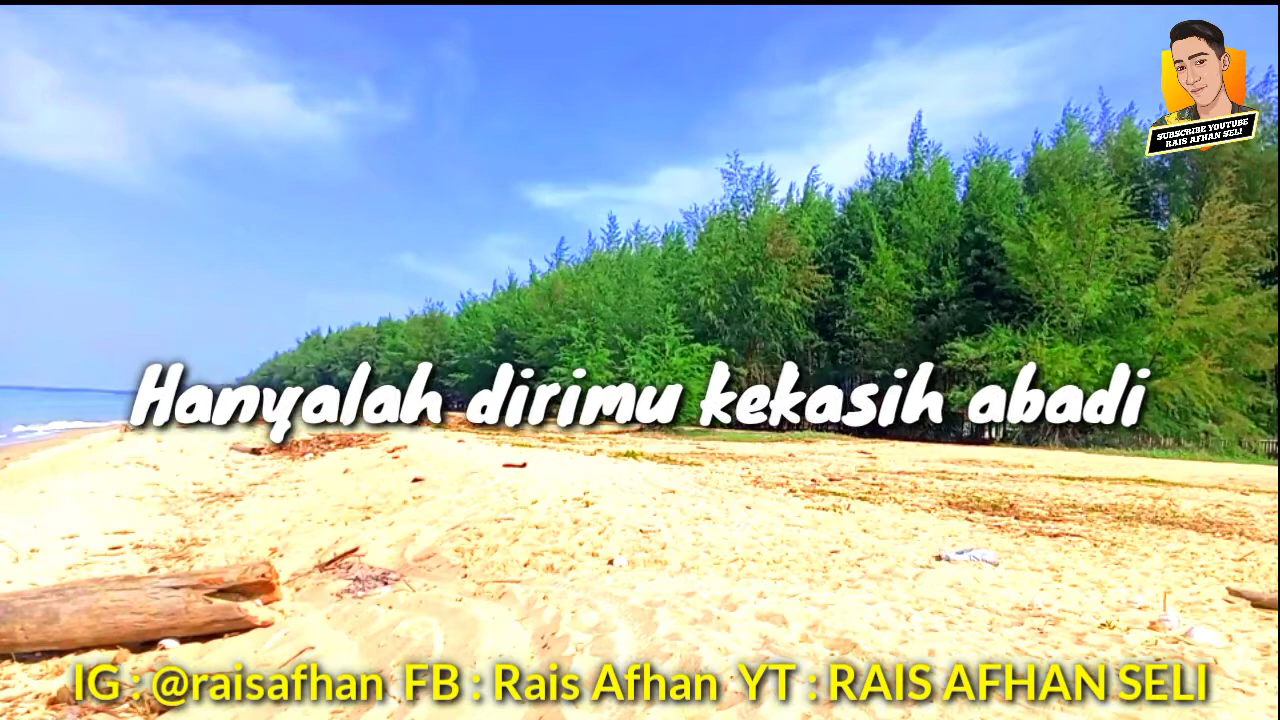 SUBSCRIBE YOUTUBE
RAIS AFHAN SELI
Hanyalah dirimu kekasih abadi
IG : @raisafhan FB : Rais Afhan YT : RAIS AFHAN SELI